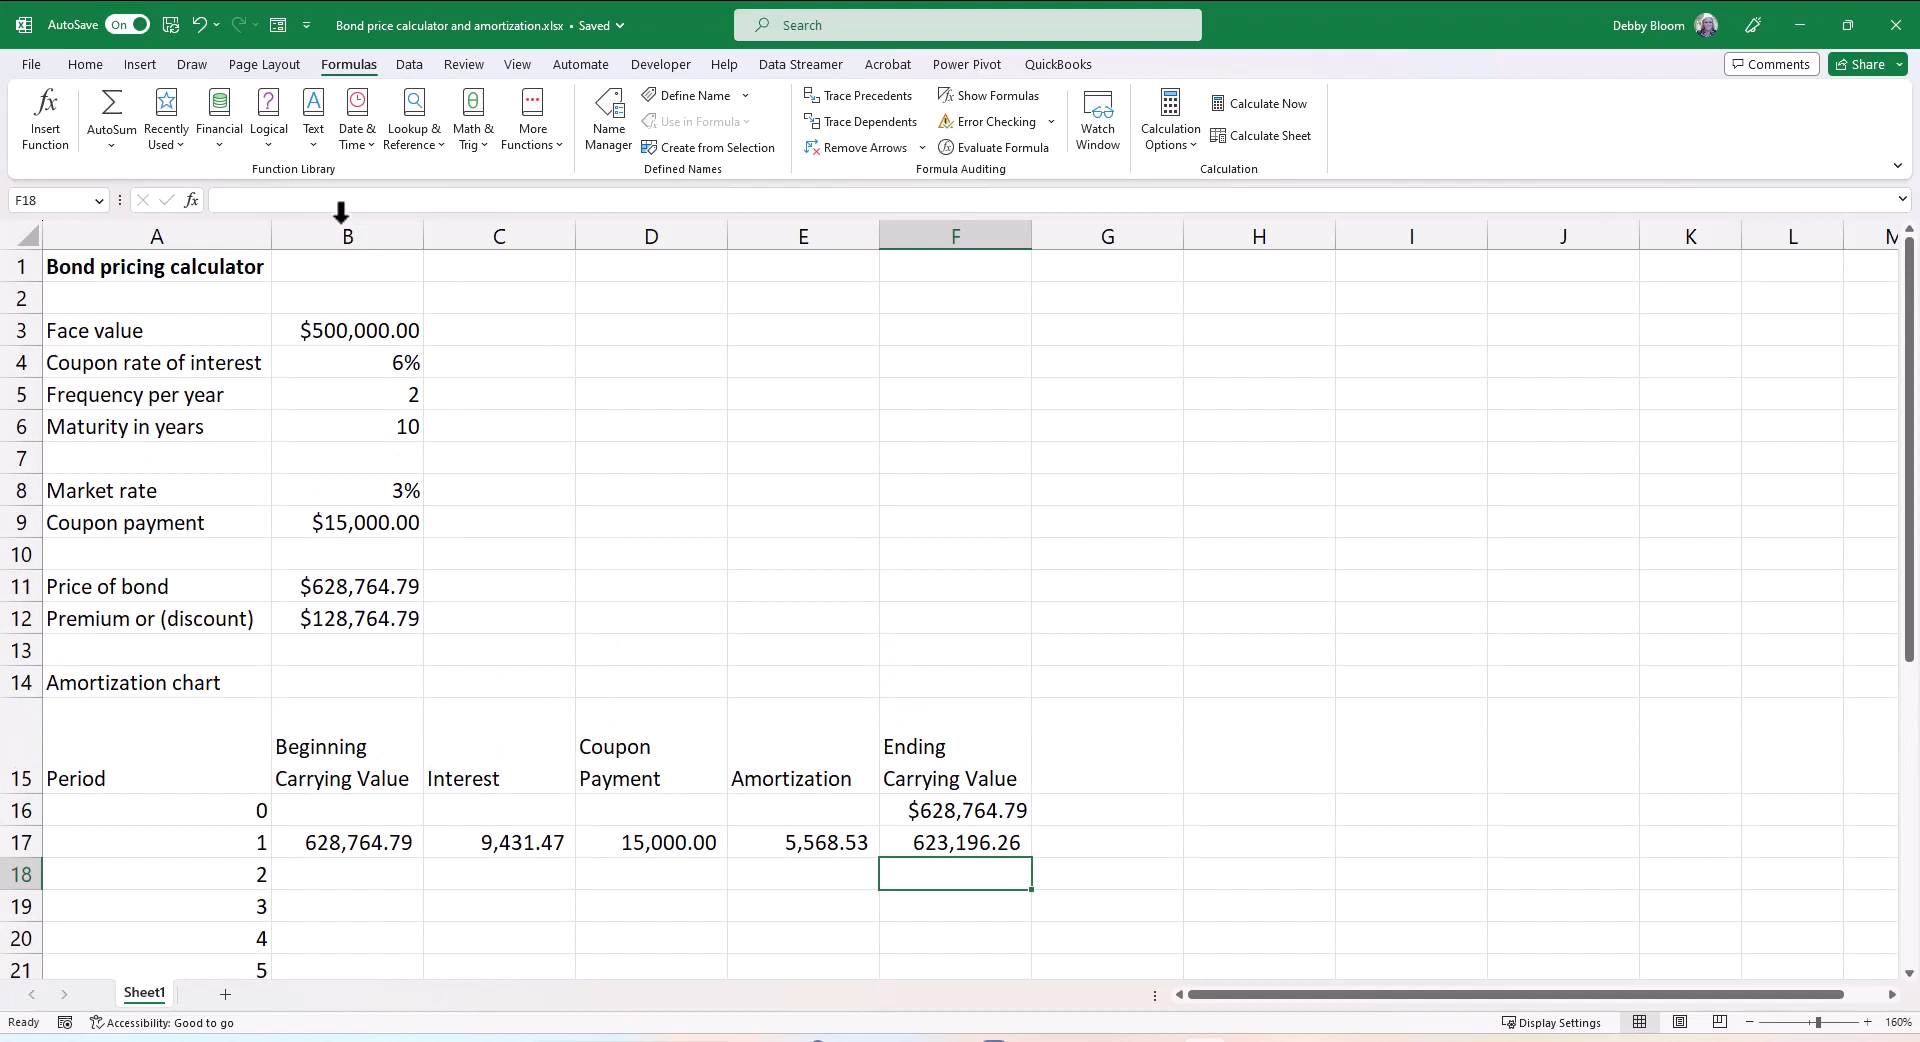 AutoSave On Bond price calculator and amortization.xlsx • Saved Search Debby Bloom
File Home Insert Draw Page Layout Formulas Data Review View Automate Developer Help Data Streamer Acrobat Power Pivot QuickBooks Comments Share
Insert Function
AutoSum
Recently Used
Financial
Logical
Text
Date & Time
Lookup & Reference
Math & Trig
More Functions
Function Library
Name Manager
Define Name
Use in Formula
Create from Selection
Defined Names
Trace Precedents
Trace Dependents
Remove Arrows
Show Formulas
Error Checking
Evaluate Formula
Formula Auditing
Watch Window
Calculation Options
Calculate Now
Calculate Sheet
Calculation
F18 fx
A B C D E F G H I J K L M
1 Bond pricing calculator
2
3 Face value $500,000.00
4 Coupon rate of interest 6%
5 Frequency per year 2
6 Maturity in years 10
7
8 Market rate 3%
9 Coupon payment $15,000.00
10
11 Price of bond $628,764.79
12 Premium or (discount) $128,764.79
13
14 Amortization chart
Beginning Coupon Ending
15 Period Carrying Value Interest Payment Amortization Carrying Value
16 0 $628,764.79
17 1 628,764.79 9,431.47 15,000.00 5,568.53 623,196.26
18 2
19 3
20 4
21 5
Sheet1
Ready Accessibility: Good to go Display Settings 160%